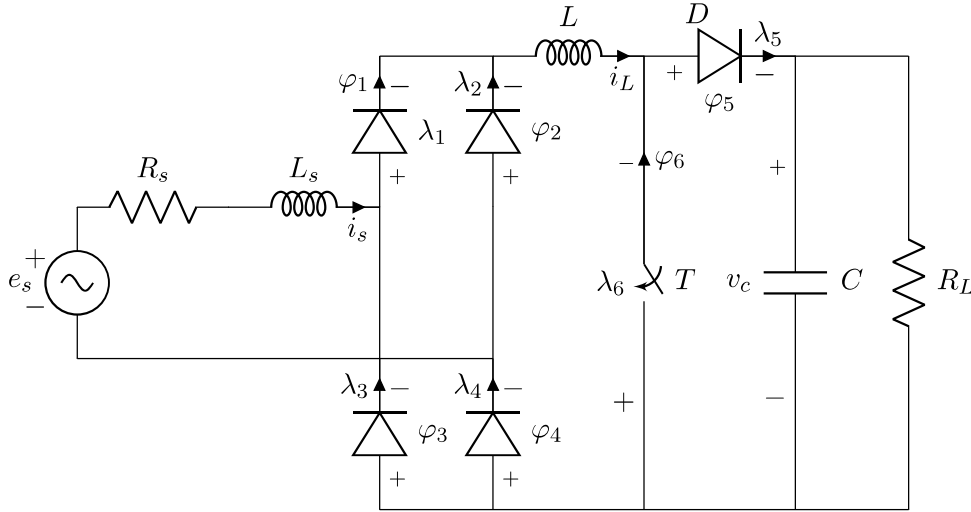 L
D
λ₅
φ₁
−
λ₂
−
i_L
+
−
φ₅
λ₁
φ₂
R_s
L_s
+
+
−
φ₆
+
i_s
+
e_s
−
λ₆
T
v_c
C
R_L
λ₃
−
λ₄
−
+
−
φ₃
φ₄
+
+